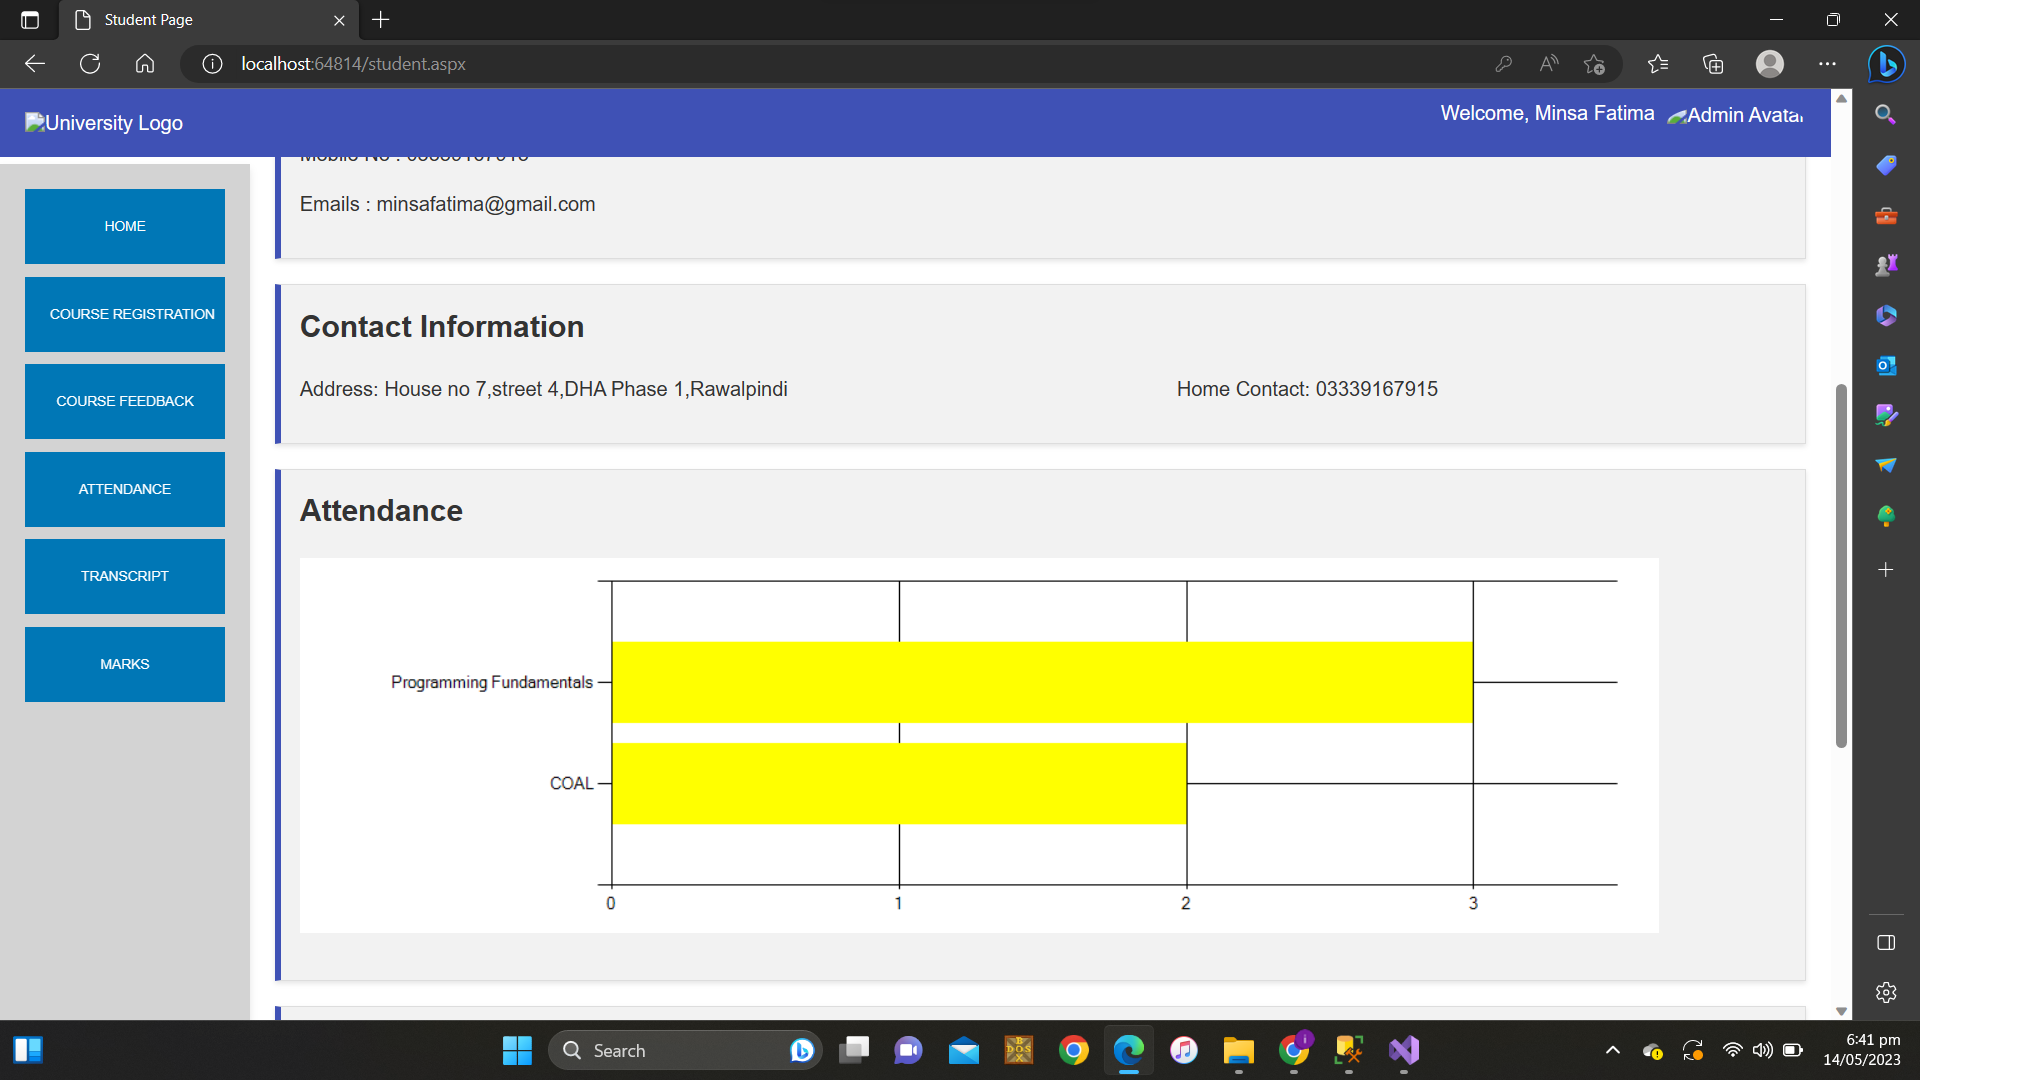 Student Page
localhost:64814/student.aspx
University Logo
Welcome, Minsa Fatima
Admin Avatar
HOME
COURSE REGISTRATION
COURSE FEEDBACK
ATTENDANCE
TRANSCRIPT
MARKS
Emails : minsafatima@gmail.com
Contact Information
Address: House no 7,street 4,DHA Phase 1,Rawalpindi
Home Contact: 03339167915
Attendance
Programming Fundamentals
COAL
0 1 2 3
Search
6:41 pm
14/05/2023